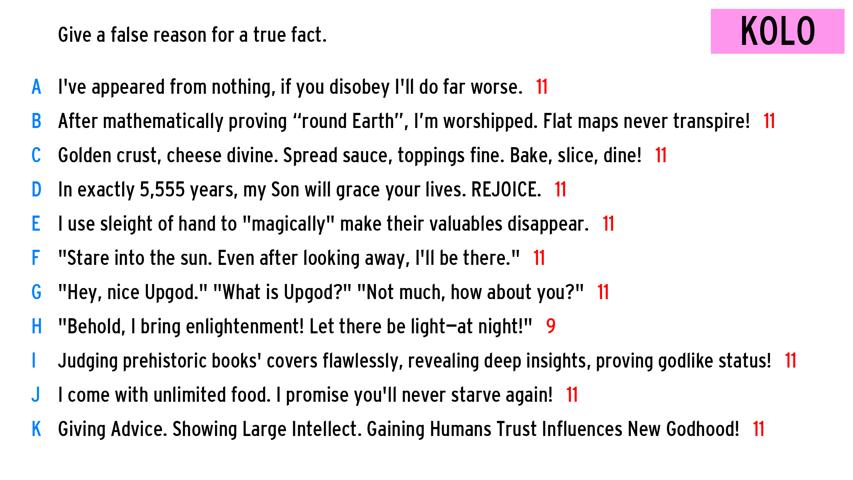 Give a false reason for a true fact.
KOLO
A I've appeared from nothing, if you disobey I'll do far worse. 11
B After mathematically proving “round Earth”, I’m worshipped. Flat maps never transpire! 11
C Golden crust, cheese divine. Spread sauce, toppings fine. Bake, slice, dine! 11
D In exactly 5,555 years, my Son will grace your lives. REJOICE. 11
E I use sleight of hand to "magically" make their valuables disappear. 11
F "Stare into the sun. Even after looking away, I'll be there." 11
G "Hey, nice Upgod." "What is Upgod?" "Not much, how about you?" 11
H "Behold, I bring enlightenment! Let there be light—at night!" 9
I Judging prehistoric books' covers flawlessly, revealing deep insights, proving godlike status! 11
J I come with unlimited food. I promise you'll never starve again! 11
K Giving Advice. Showing Large Intellect. Gaining Humans Trust Influences New Godhood! 11